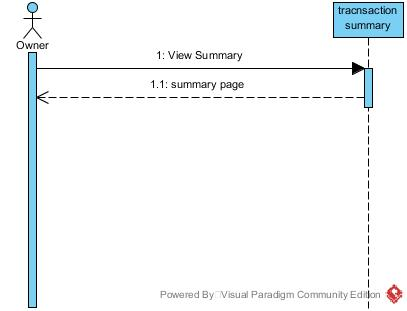 tracnsaction
summary
Owner
1: View Summary
1.1: summary page
Powered By Visual Paradigm Community Edition